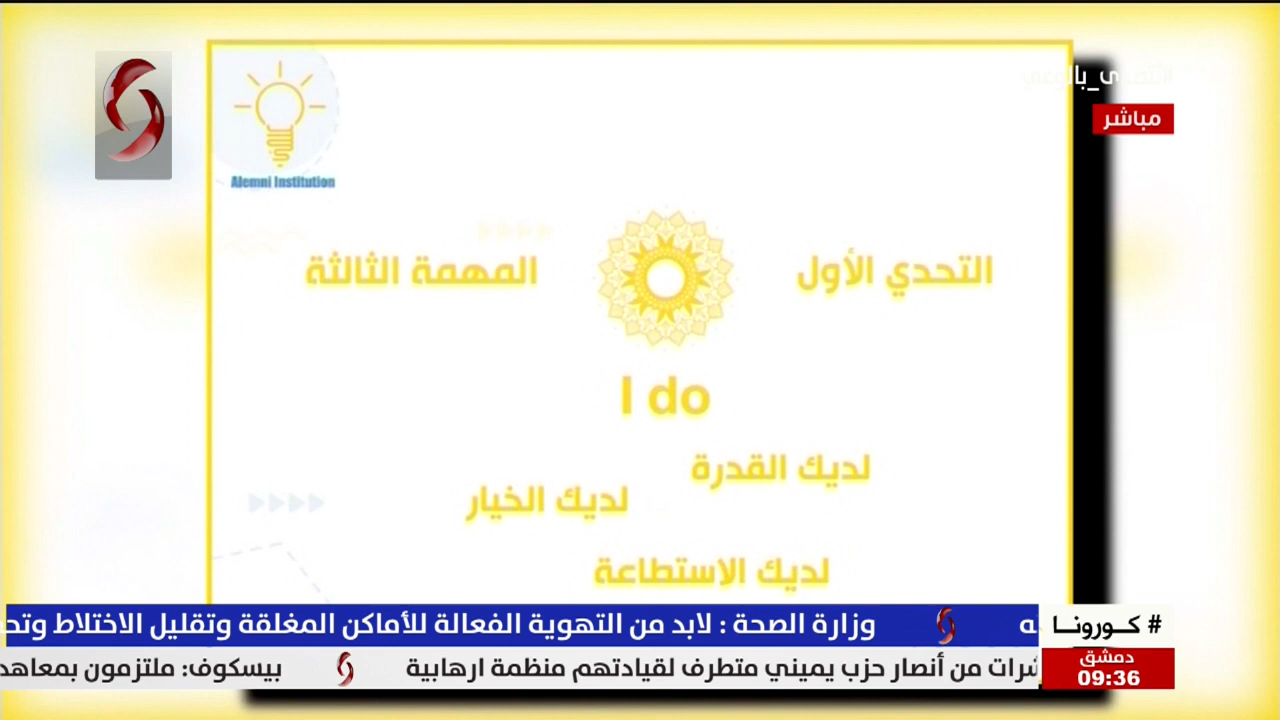 مباشر
Alemni Institution
التحدي الأول
المهمة الثالثة
I do
لديك القدرة
لديك الخيار
لديك الاستطاعة
# كـورونـا
وزارة الصحة : لابد من التهوية الفعالة للأماكن المغلقة وتقليل الاختلاط
دمشق
09:36
من أنصار حزب يميني متطرف لقيادتهم منظمة ارهابية
بيسكوف: ملتزمون